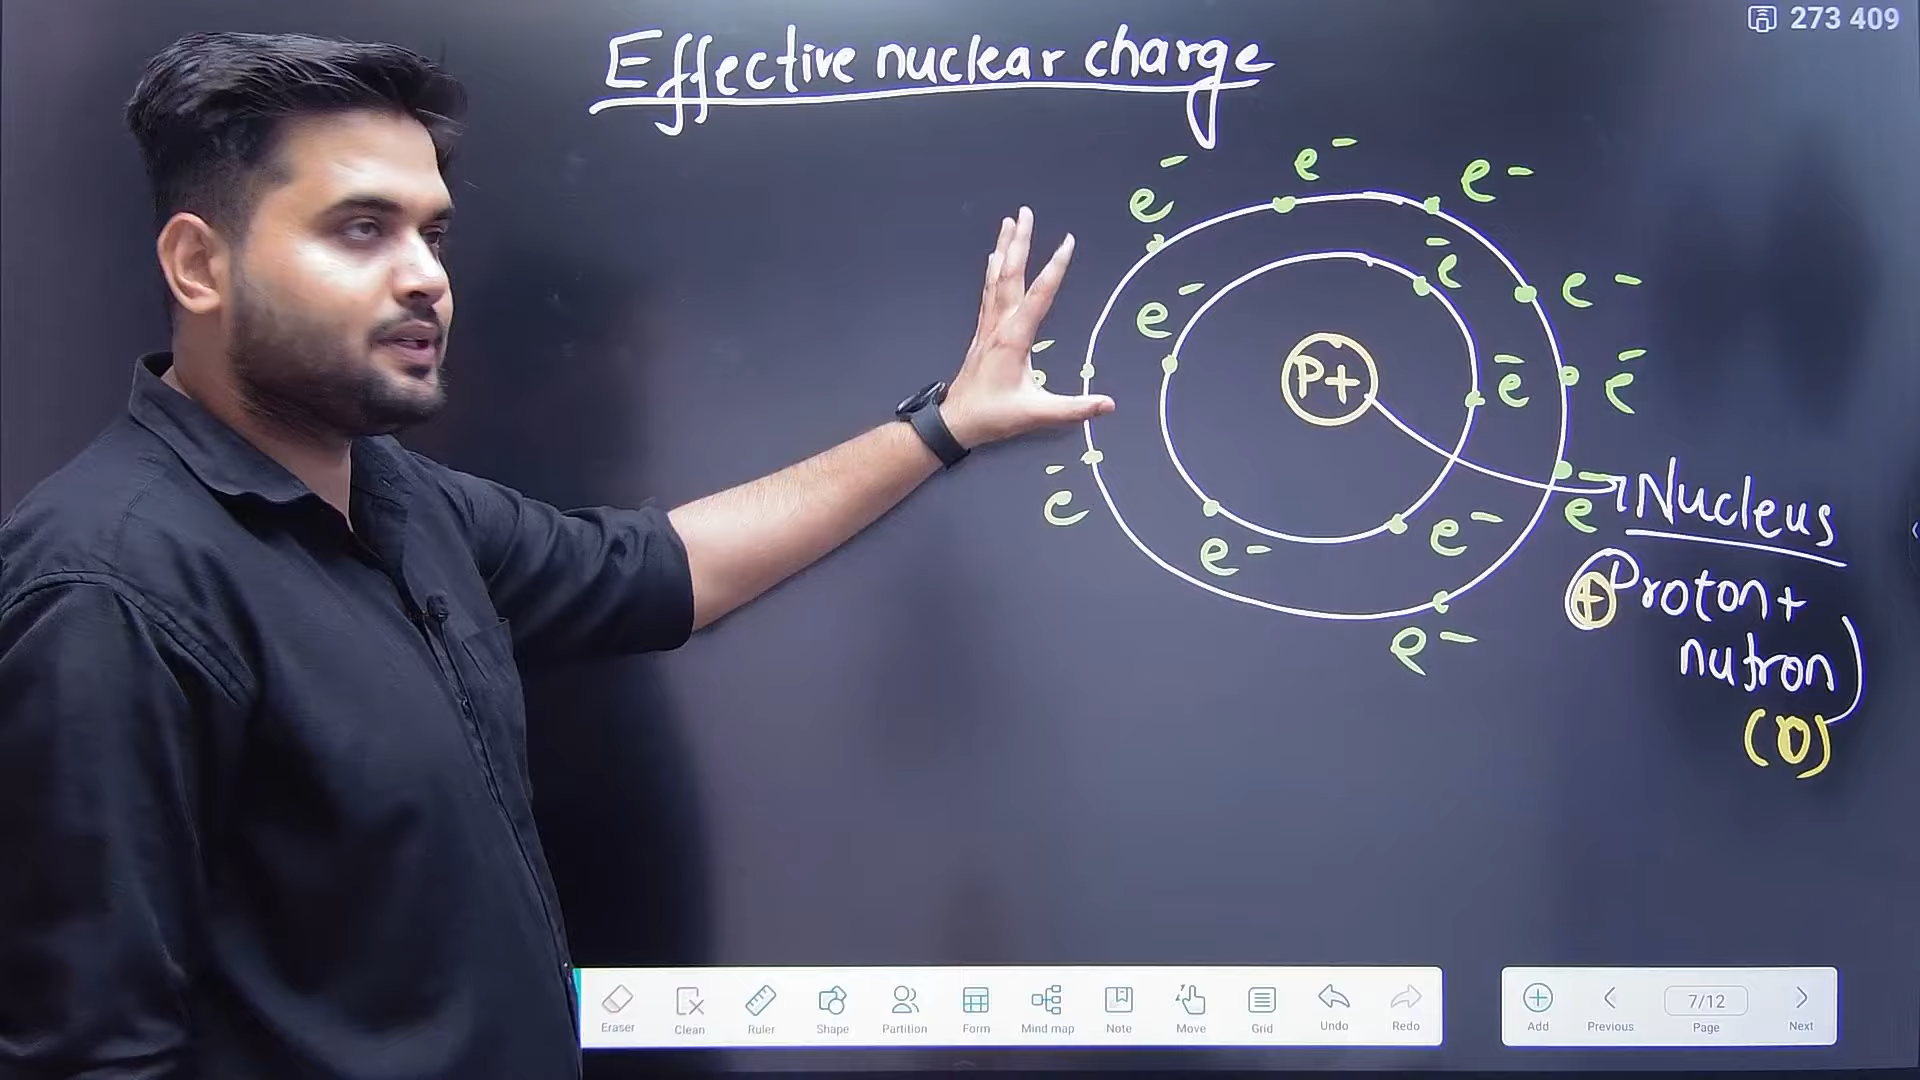 273 409
Effective nuclear charge
e⁻ e⁻ e⁻
e⁻ e⁻ e⁻
e⁻ P+ e⁻ e⁻
e⁻ e⁻ e⁻ e⁻
e⁻
Nucleus
⊕Proton+
nutron
(0)
Eraser Clean Ruler Shape Partition Form Mind map Note Move Grid Undo Redo
Add Previous 7/12 Page Next